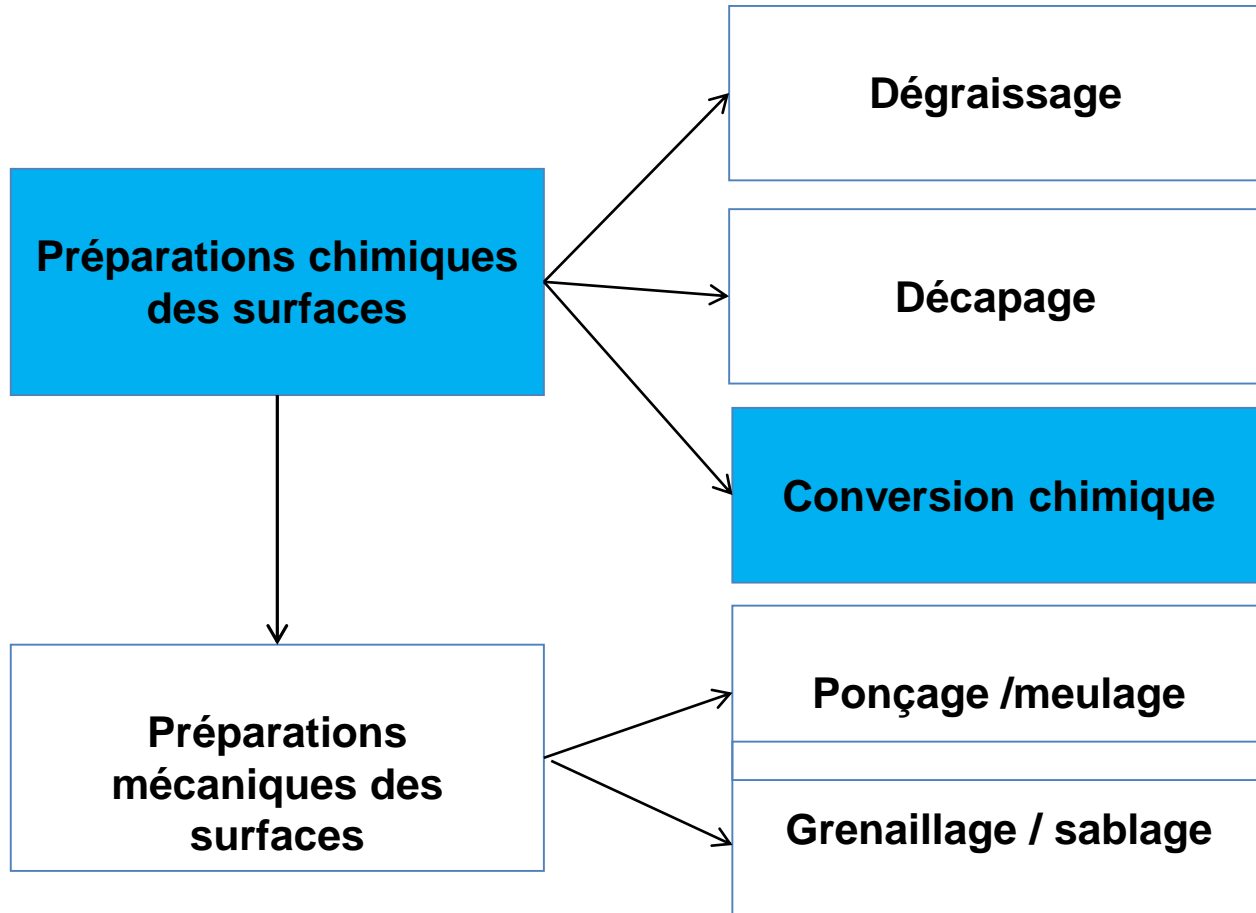 Dégraissage
Préparations chimiques
des surfaces
Décapage
Conversion chimique
Ponçage /meulage
Préparations
mécaniques des
surfaces
Grenaillage / sablage